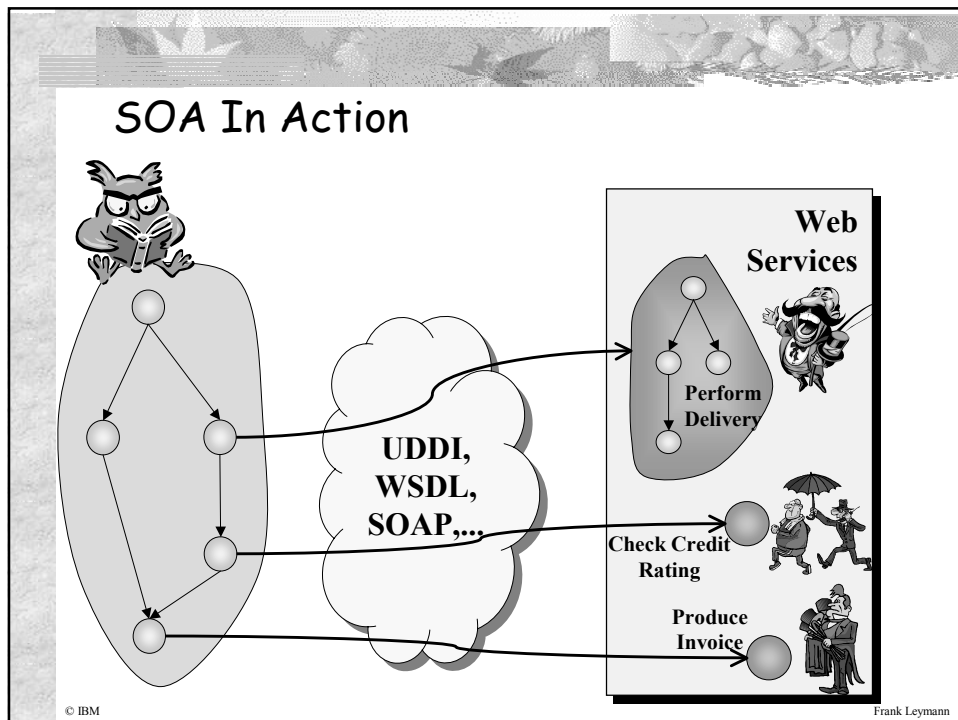 SOA In Action
Web
Services
Perform
Delivery
UDDI,
WSDL,
SOAP,...
Check Credit
Rating
Produce
Invoice
© IBM
Frank Leymann